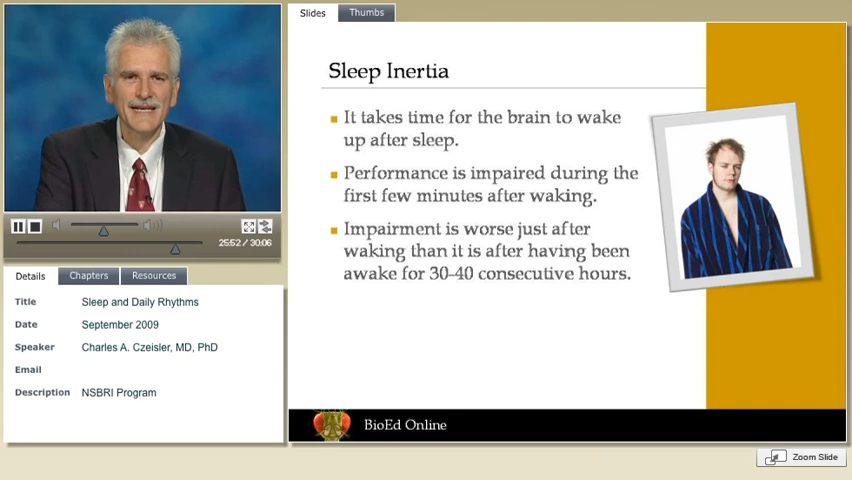 Slides
Thumbs
Sleep Inertia
It takes time for the brain to wake
up after sleep.
Performance is impaired during the
first few minutes after waking.
Impairment is worse just after
waking than it is after having been
awake for 30-40 consecutive hours.
25:52 / 30:06
Details
Chapters
Resources
Title
Sleep and Daily Rhythms
Date
September 2009
Speaker
Charles A. Czeisler, MD, PhD
Email
Description
NSBRI Program
BioEd Online
Zoom Slide